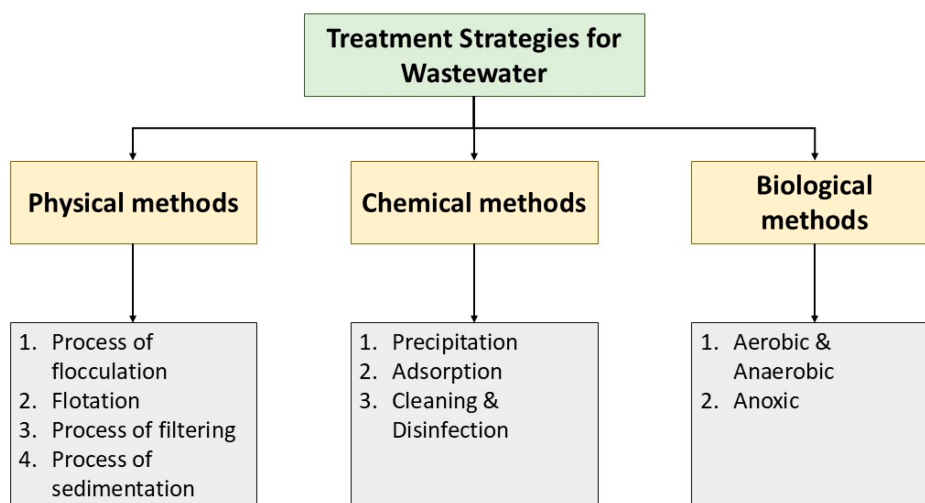 Treatment Strategies for
Wastewater
Physical methods
Chemical methods
Biological
methods
1. Process of
flocculation
2. Flotation
3. Process of filtering
4. Process of
sedimentation
1. Precipitation
2. Adsorption
3. Cleaning &
Disinfection
1. Aerobic &
Anaerobic
2. Anoxic